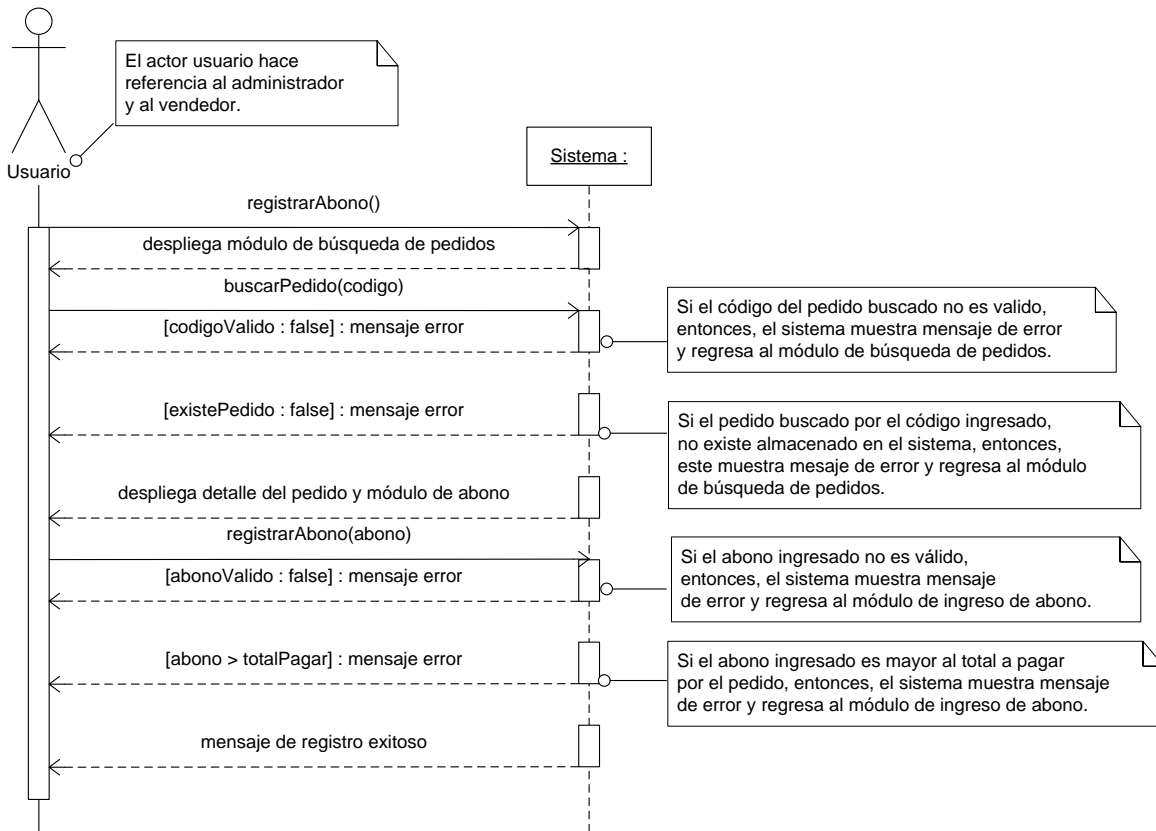 El actor usuario hace
referencia al administrador
y al vendedor.
Usuario
Sistema :
registrarAbono()
despliega módulo de búsqueda de pedidos
buscarPedido(codigo)
[codigoValido : false] : mensaje error
Si el código del pedido buscado no es valido,
entonces, el sistema muestra mensaje de error
y regresa al módulo de búsqueda de pedidos.
[existePedido : false] : mensaje error
Si el pedido buscado por el código ingresado,
no existe almacenado en el sistema, entonces,
este muestra mesaje de error y regresa al módulo
de búsqueda de pedidos.
despliega detalle del pedido y módulo de abono
registrarAbono(abono)
[abonoValido : false] : mensaje error
Si el abono ingresado no es válido,
entonces, el sistema muestra mensaje
de error y regresa al módulo de ingreso de abono.
[abono > totalPagar] : mensaje error
Si el abono ingresado es mayor al total a pagar
por el pedido, entonces, el sistema muestra mensaje
de error y regresa al módulo de ingreso de abono.
mensaje de registro exitoso